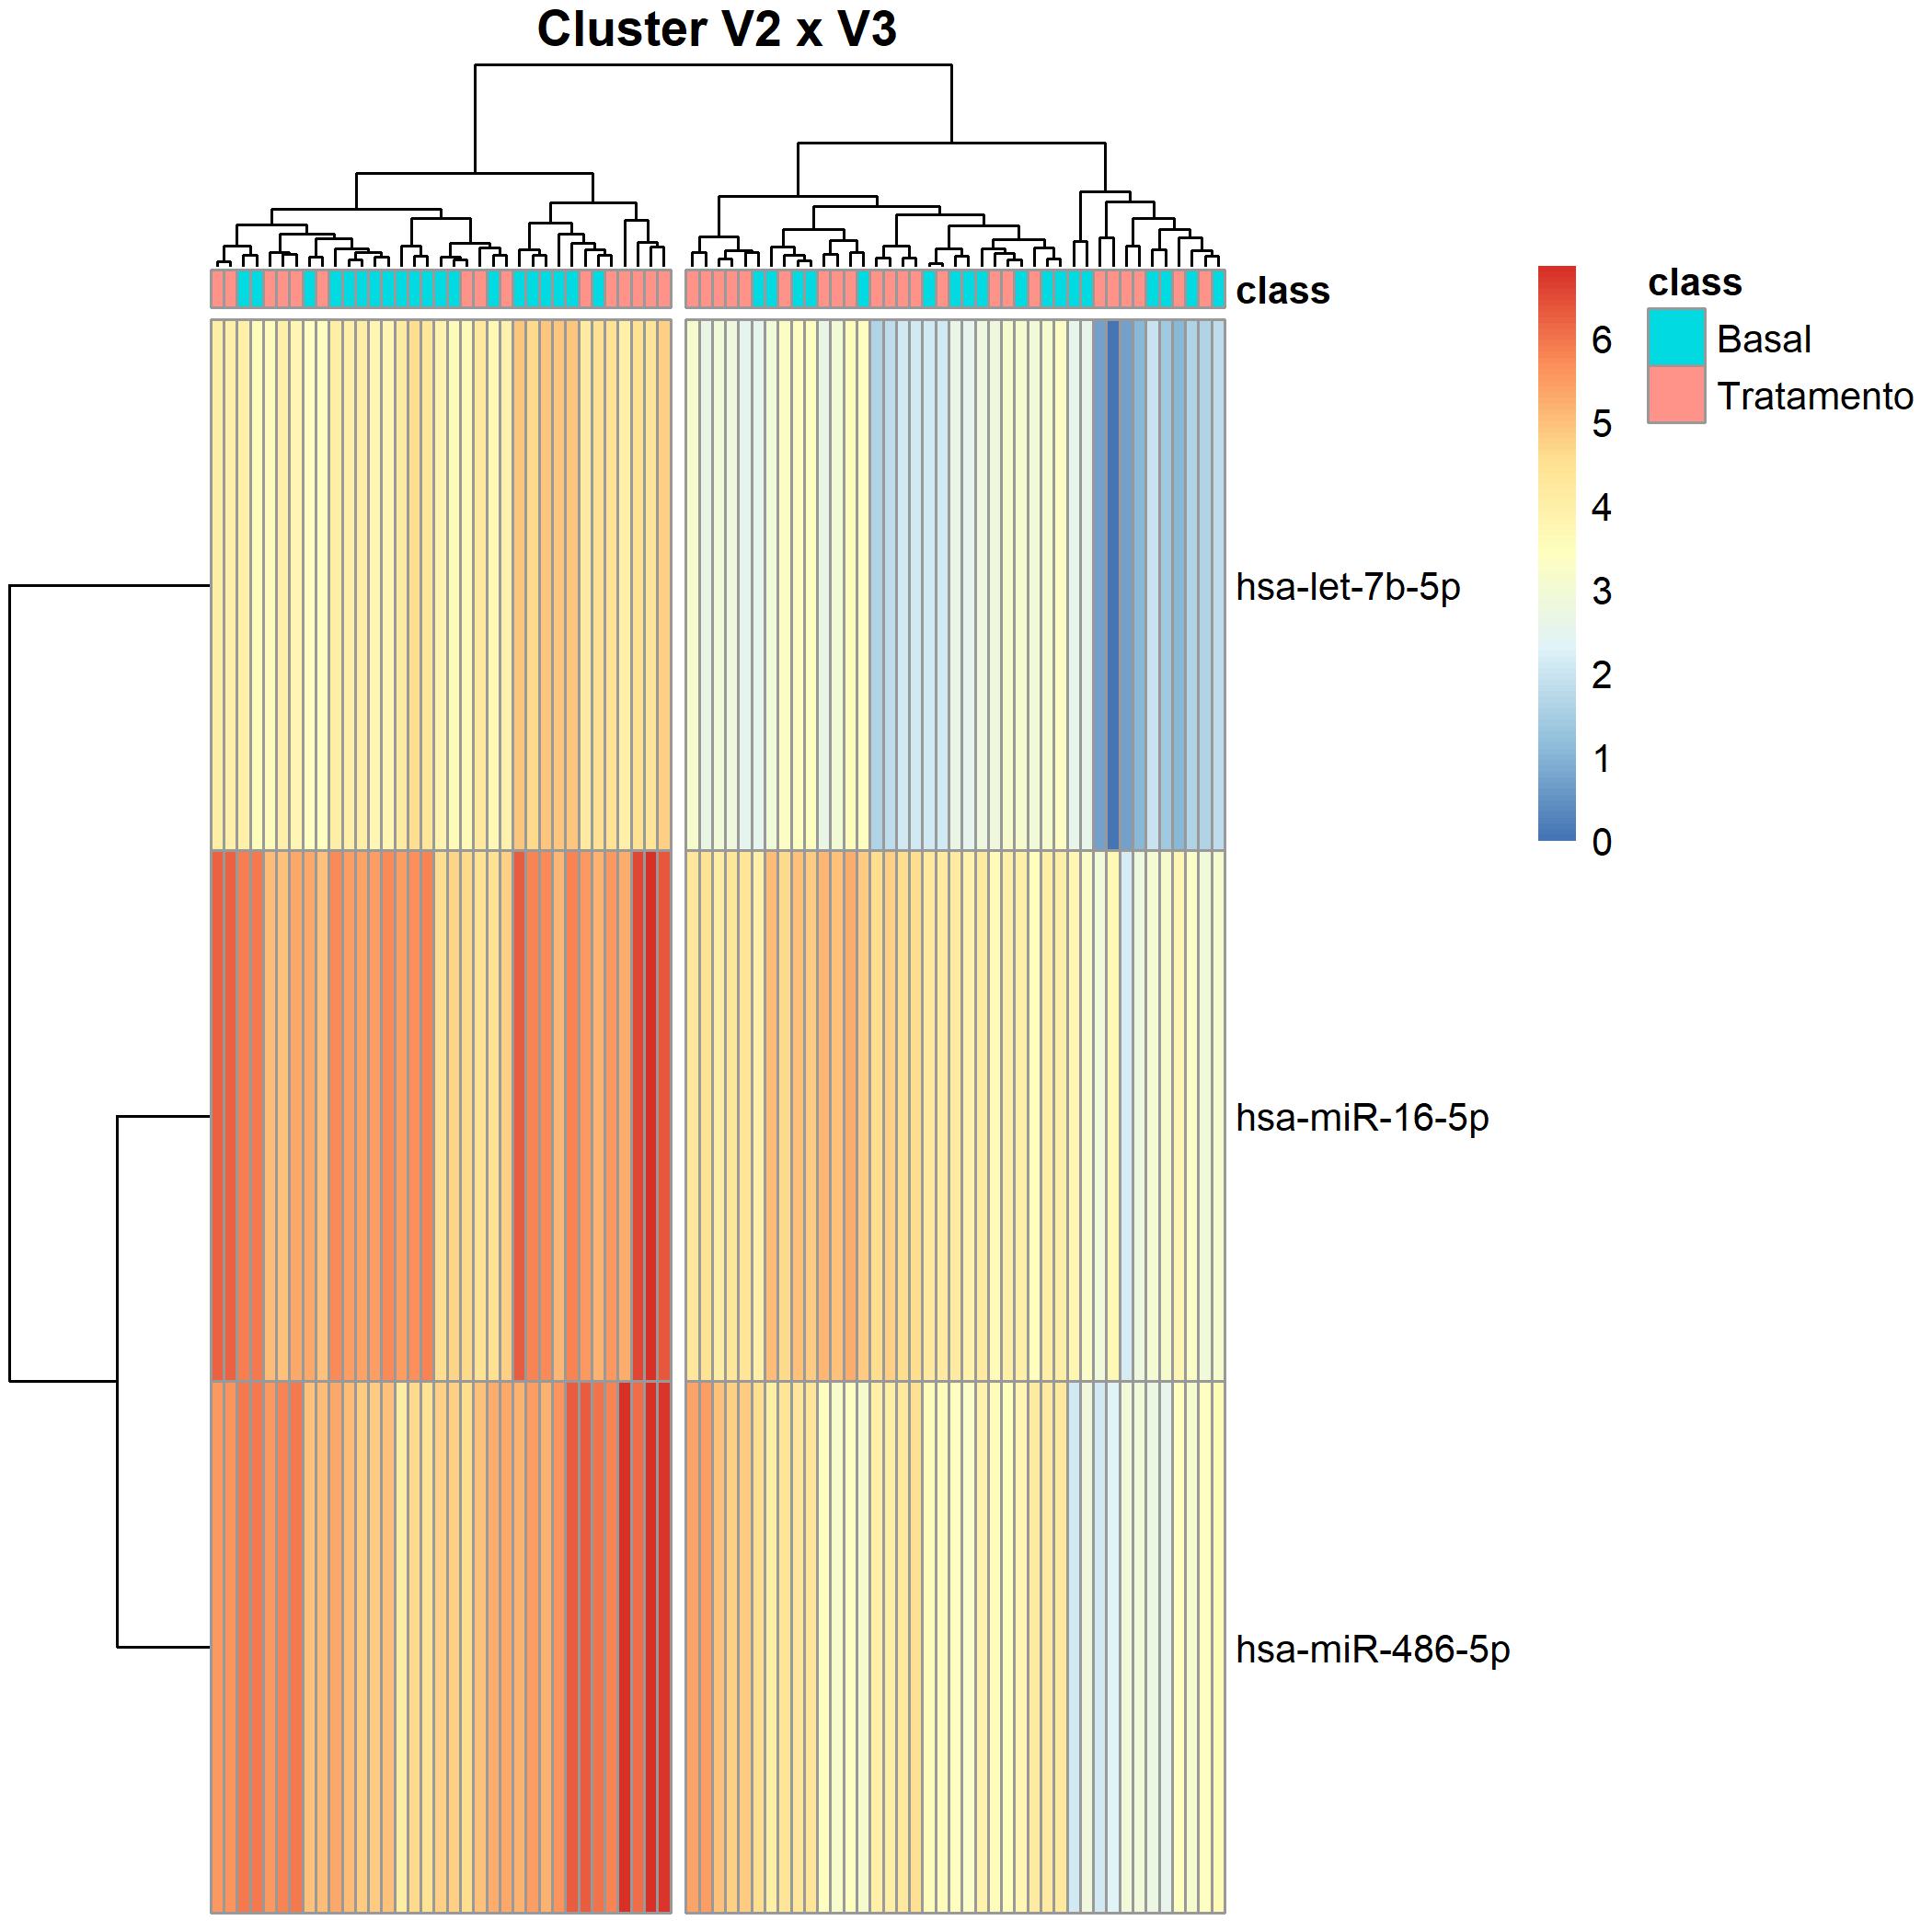 Cluster V2 x V3
class
class
Basal
Tratamento
6
5
4
3
2
1
0
hsa-let-7b-5p
hsa-miR-16-5p
hsa-miR-486-5p